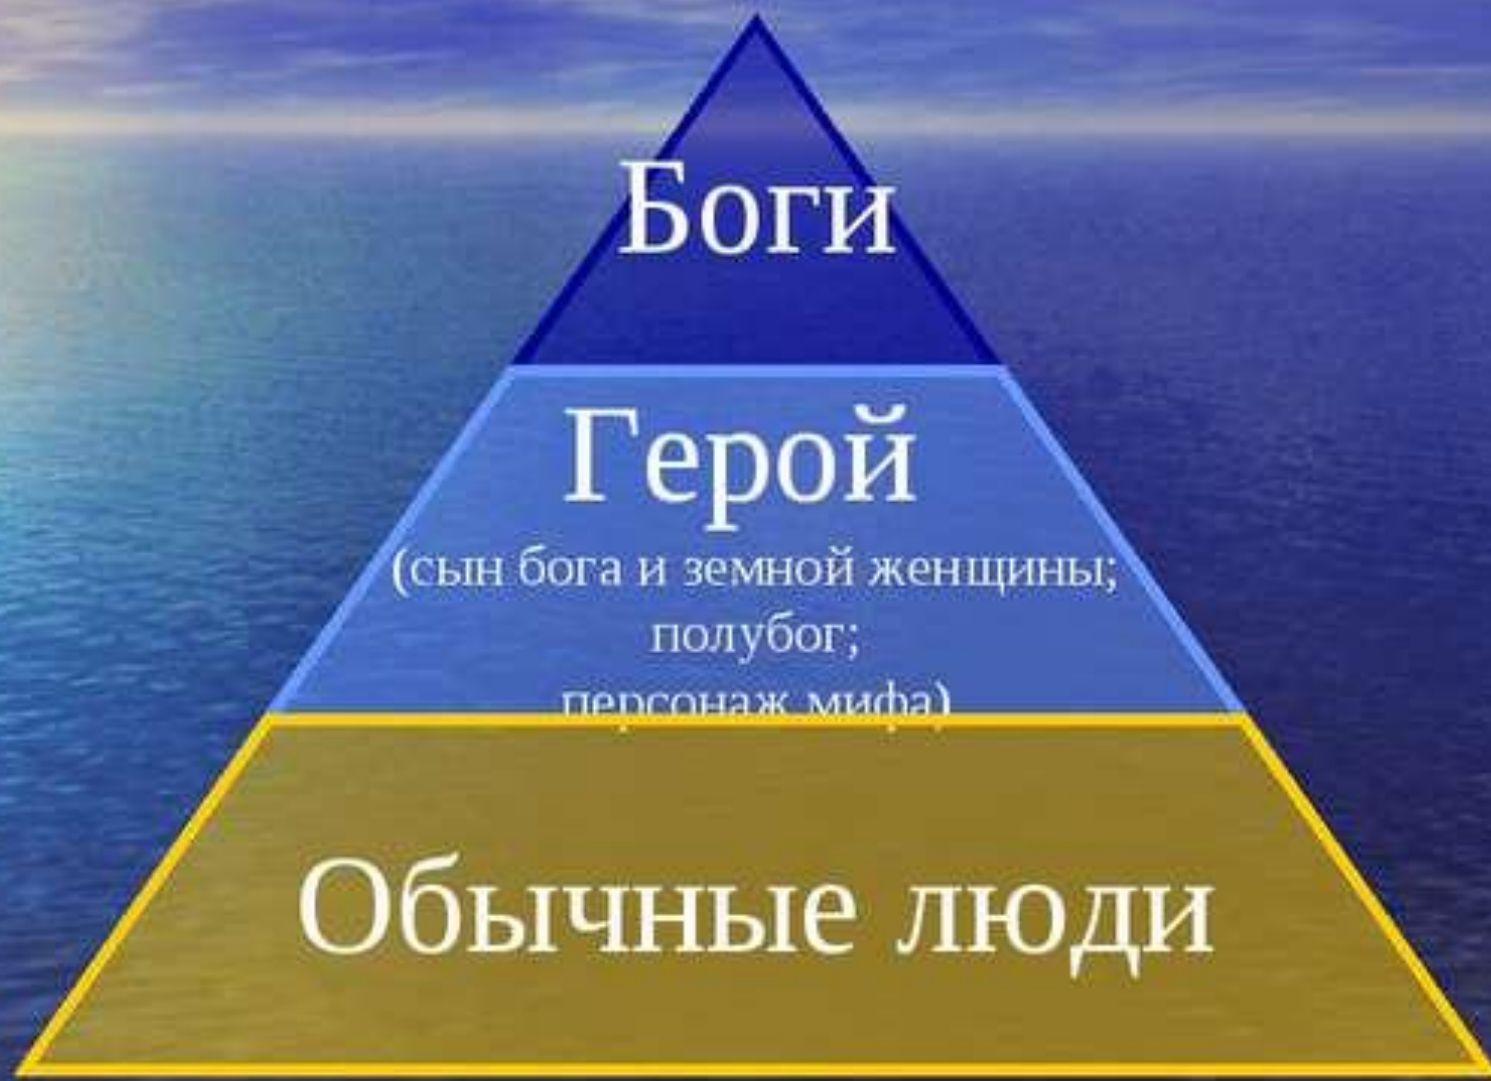 Боги
Герой
(сын бога и земной женщины;
полубог;
персонаж мифа)
Обычные люди